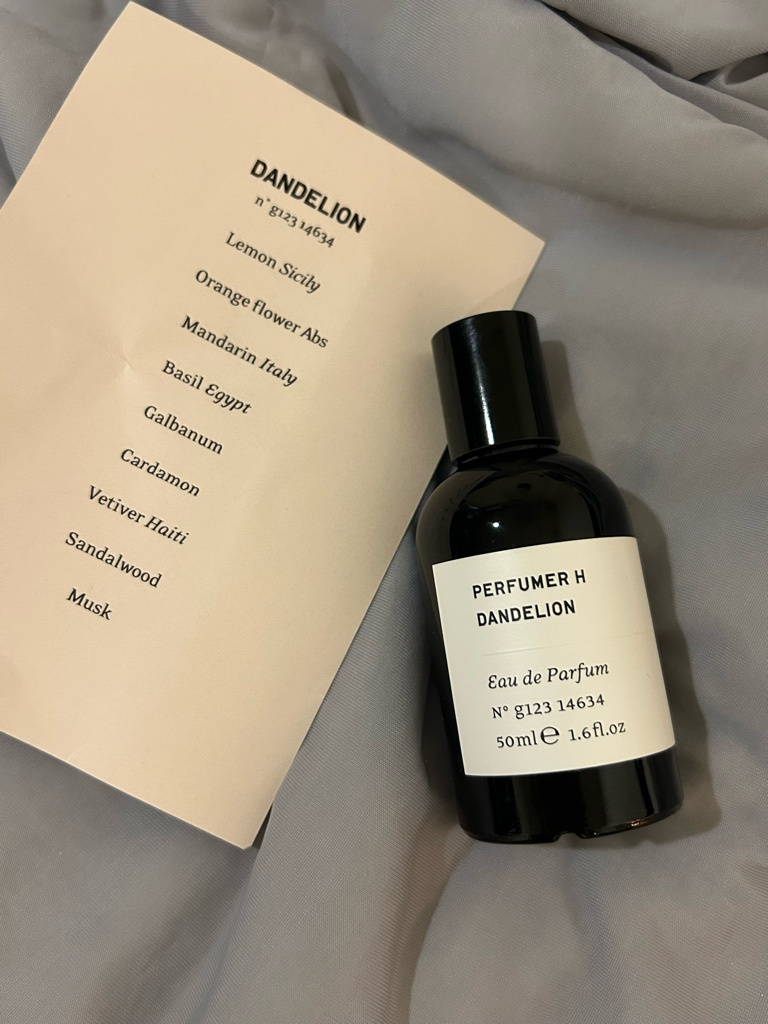 DANDELION
n° g123 14634
Lemon Sicily
Orange flower Abs
Mandarin Italy
Basil Egypt
Galbanum
Cardamon
Vetiver Haiti
Sandalwood
Musk
PERFUMER H
DANDELION
Eau de Parfum
Nº g123 14634
50ml℮ 1.6fl.oz